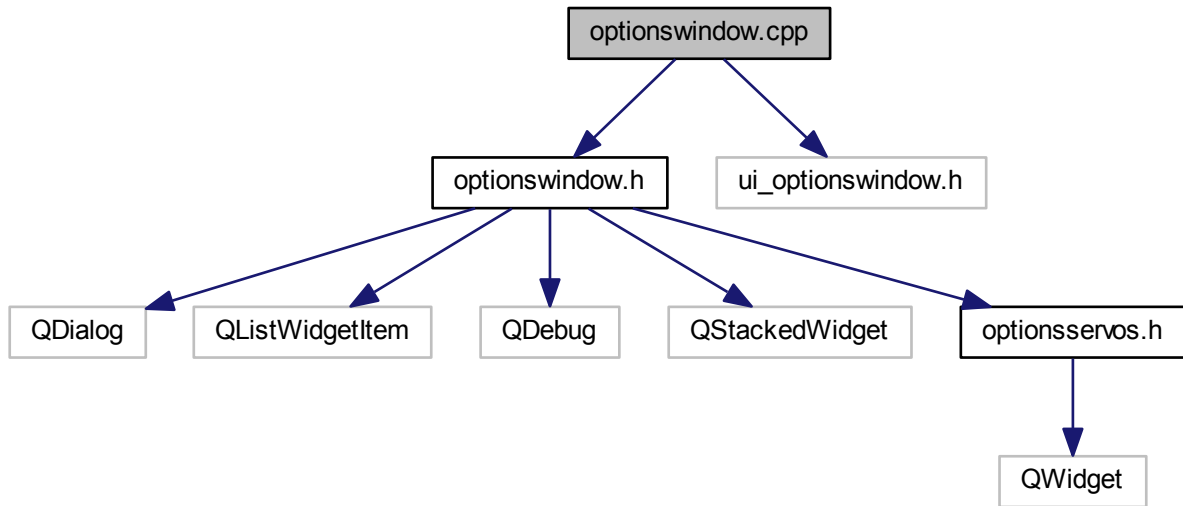 optionswindow.cpp
optionswindow.h
ui_optionswindow.h
QDialog
QListWidgetItem
QDebug
QStackedWidget
optionsservos.h
QWidget